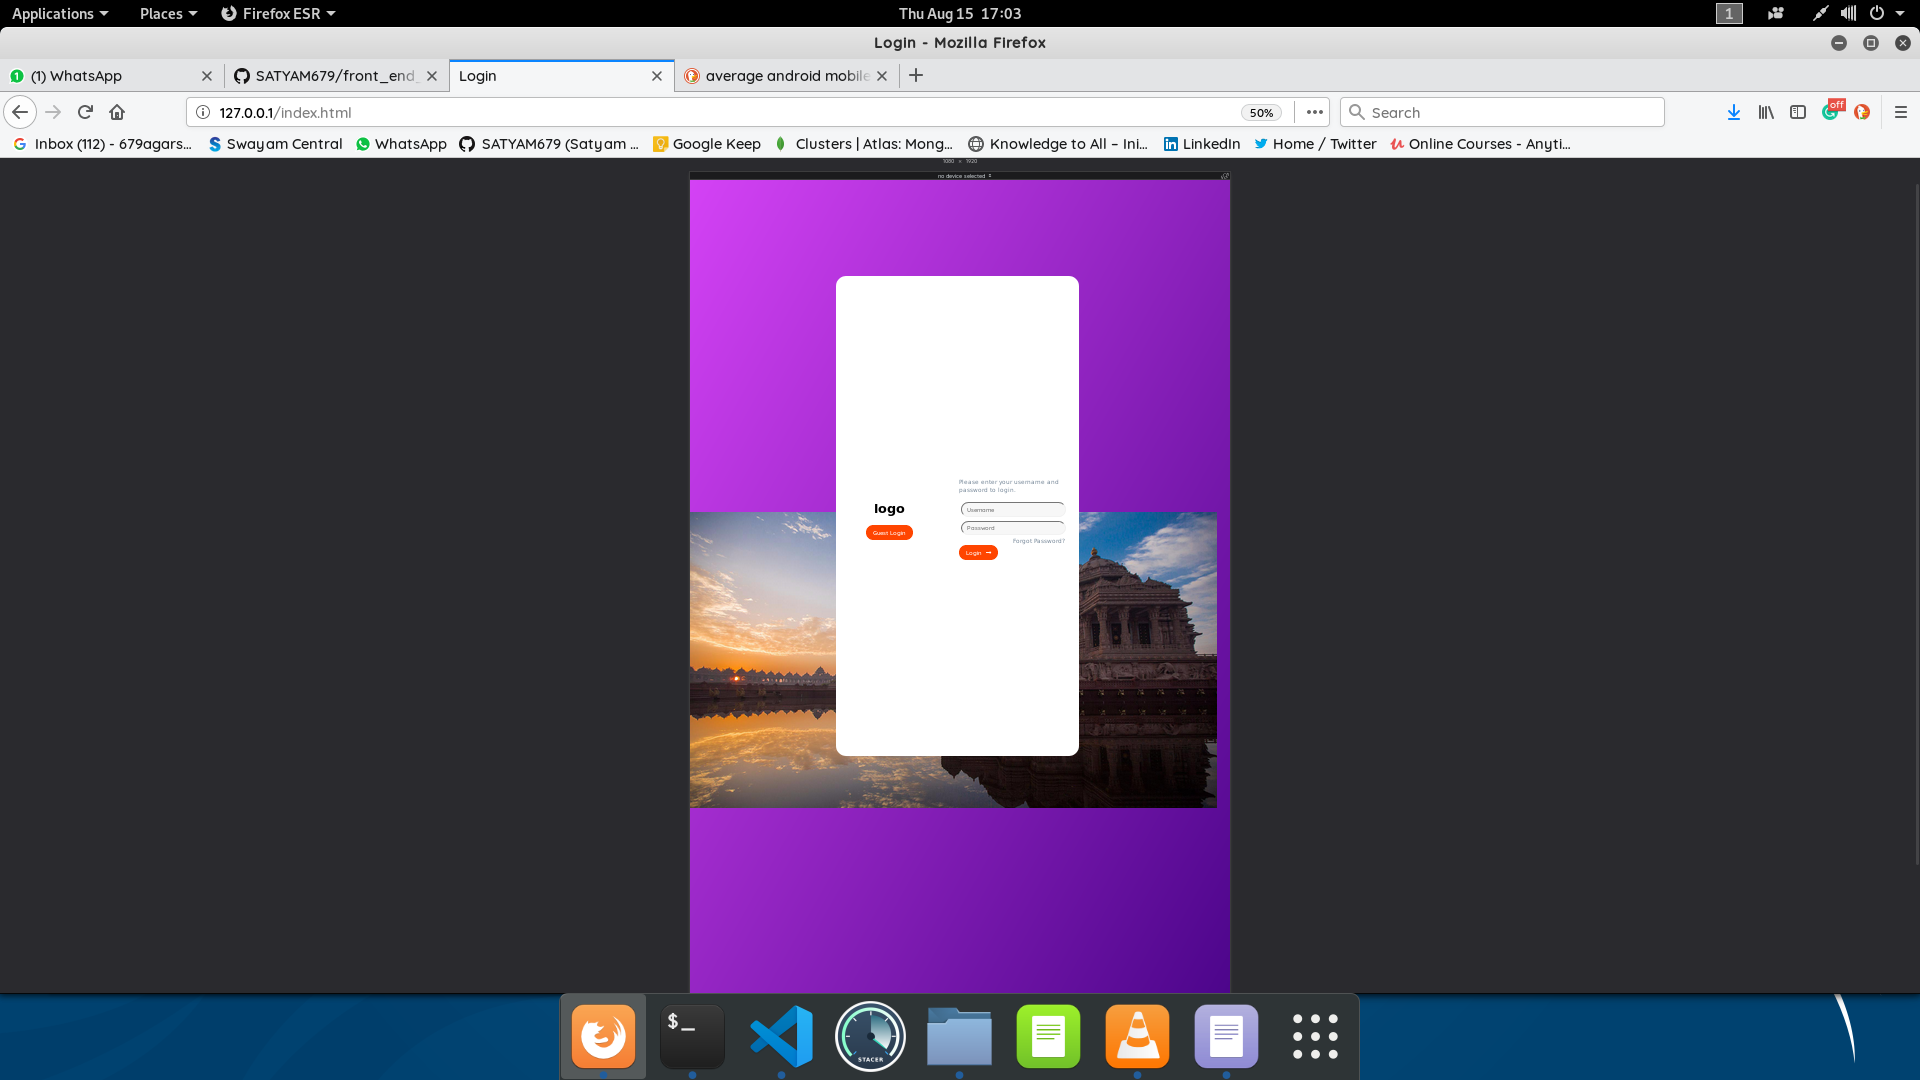 Applications Places Firefox ESR Thu Aug 15 17:03 1
Login - Mozilla Firefox
1 (1) WhatsApp SATYAM679/front_end_ Login average android mobile
127.0.0.1/index.html 50% Search off
Inbox (112) - 679agars... Swayam Central WhatsApp SATYAM679 (Satyam ... Google Keep Clusters | Atlas: Mong... Knowledge to All – Ini... LinkedIn Home / Twitter Online Courses - Anyti...
1080 × 1920
no device selected
Please enter your username and
password to login.
logo
Username
Guest Login
Password
Forgot Password?
Login →
$_
STACER